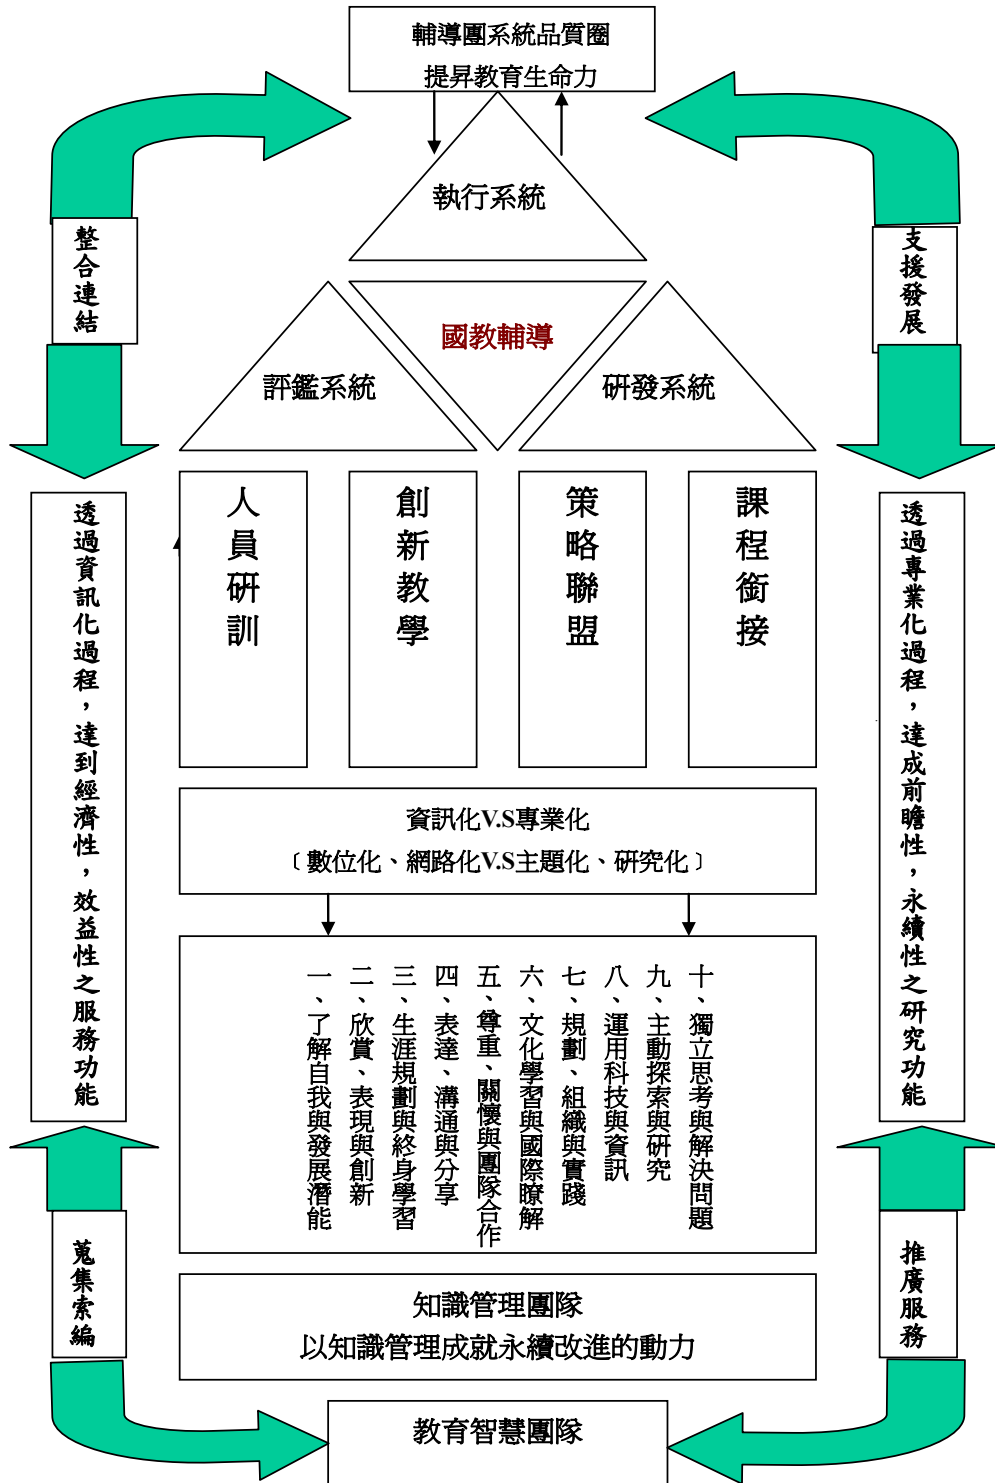 輔導團系統品質圈
提昇教育生命力
執行系統
整合連結
支援發展
國教輔導
評鑑系統
研發系統
人員研訓
創新教學
策略聯盟
課程銜接
透過資訊化過程，達到經濟性，效益性之服務功能
透過專業化過程，達成前瞻性，永續性之研究功能
資訊化V.S專業化
﹝數位化、網路化V.S主題化、研究化﹞
一、了解自我與發展潛能
二、欣賞、表現與創新
三、生涯規劃與終身學習
四、表達、溝通與分享
五、尊重、關懷與團隊合作
六、文化學習與國際瞭解
七、規劃、組織與實踐
八、運用科技與資訊
九、主動探索與研究
十、獨立思考與解決問題
蒐集索編
推廣服務
知識管理團隊
以知識管理成就永續改進的動力
教育智慧團隊